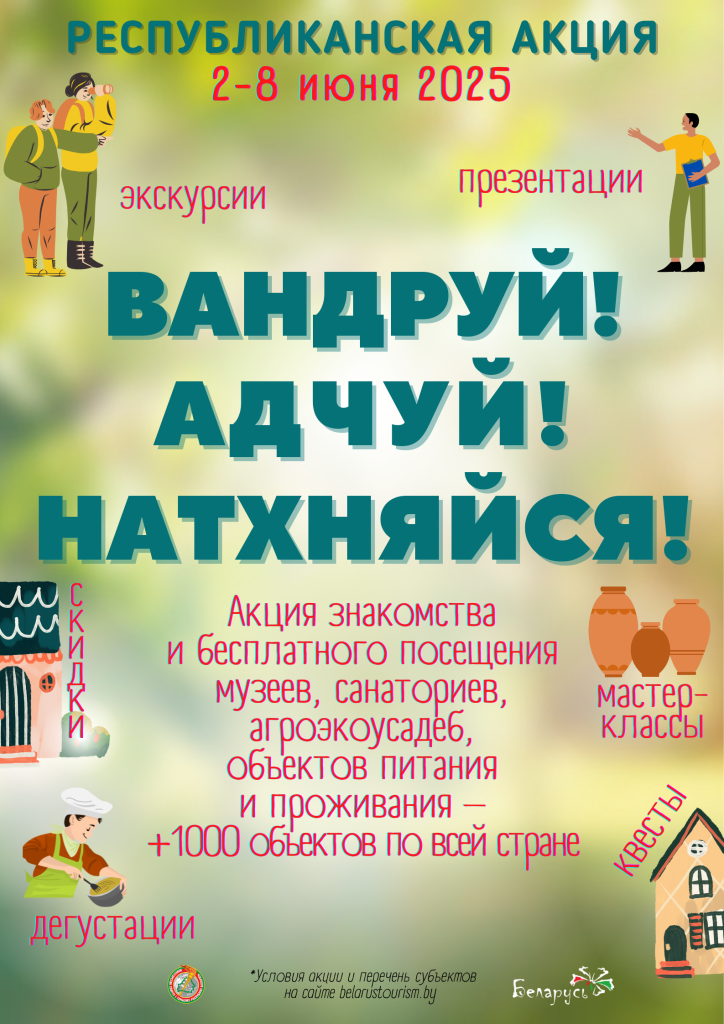 РЕСПУБЛИКАНСКАЯ АКЦИЯ
2-8 июня 2025
экскурсии
презентации
ВАНДРУЙ!
АДЧУЙ!
НАТХНЯЙСЯ!
СКИДКИ
Акция знакомства
и бесплатного посещения
музеев, санаториев,
агроэкоусадеб,
объектов питания
и проживания –
+1000 объектов по всей стране
мастер-
классы
квесты
дегустации
*Условия акции и перечень субъектов
на сайте belarustourism.by
Беларусь